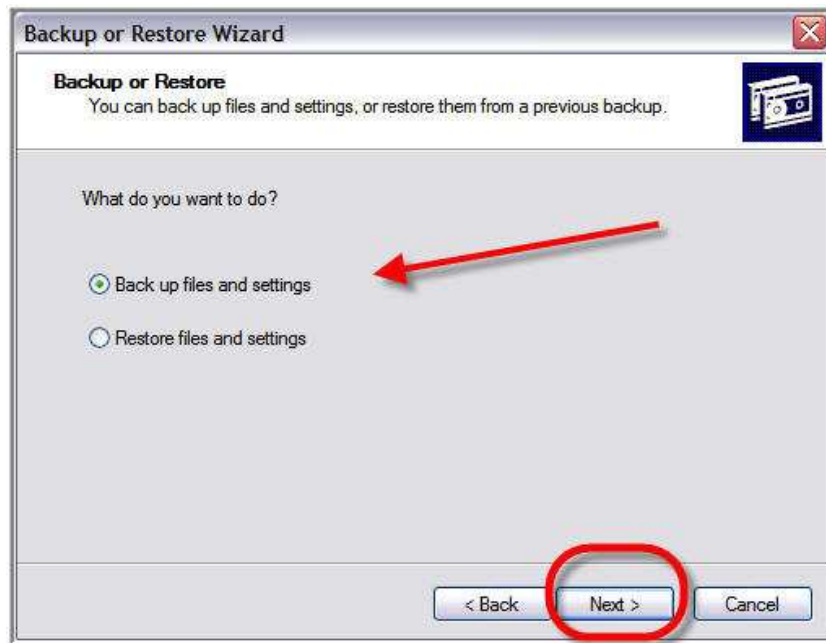 Backup or Restore Wizard
Backup or Restore
You can back up files and settings, or restore them from a previous backup.
What do you want to do?
Back up files and settings
Restore files and settings
< Back Next > Cancel